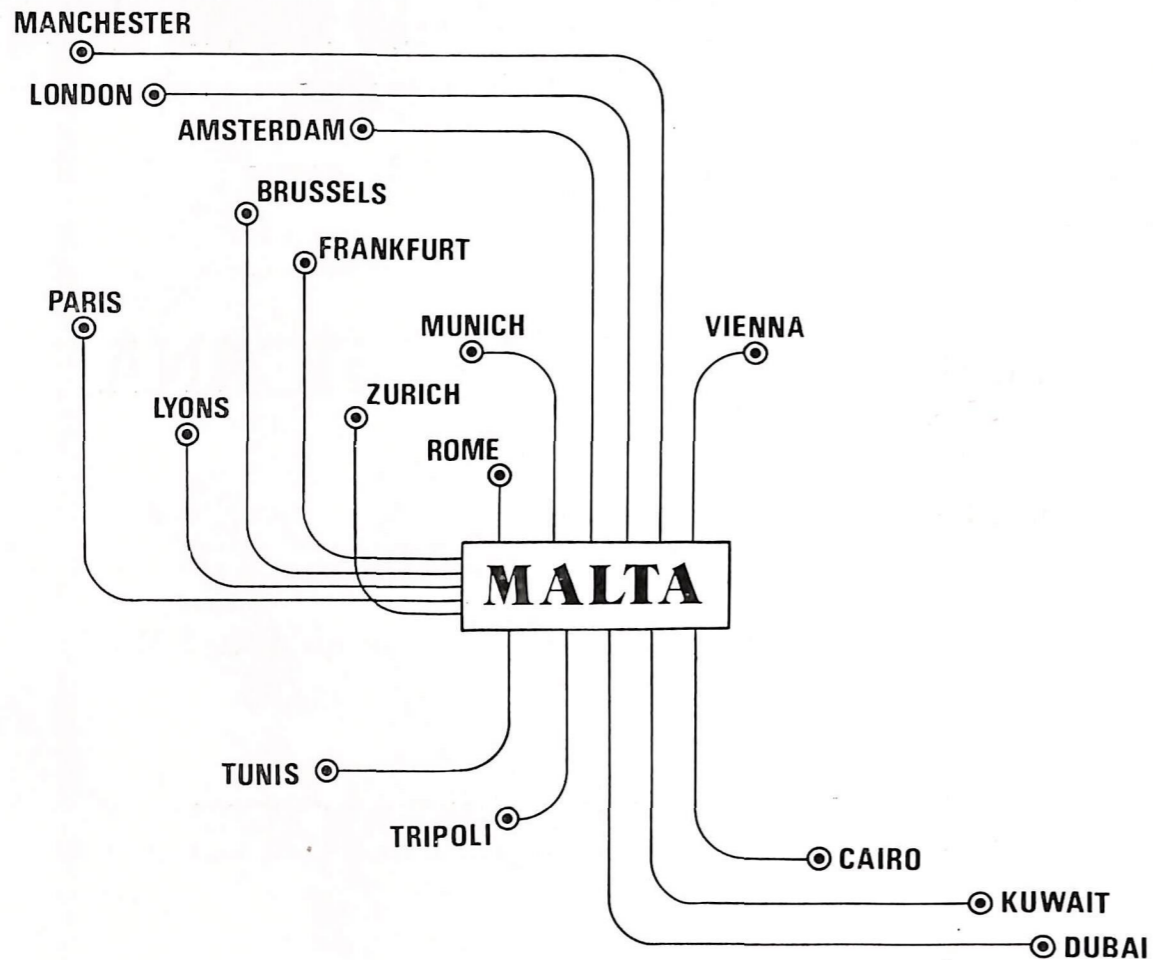 MANCHESTER
LONDON
AMSTERDAM
BRUSSELS
FRANKFURT
PARIS
MUNICH
VIENNA
ZURICH
LYONS
ROME
MALTA
TUNIS
TRIPOLI
CAIRO
KUWAIT
DUBAI